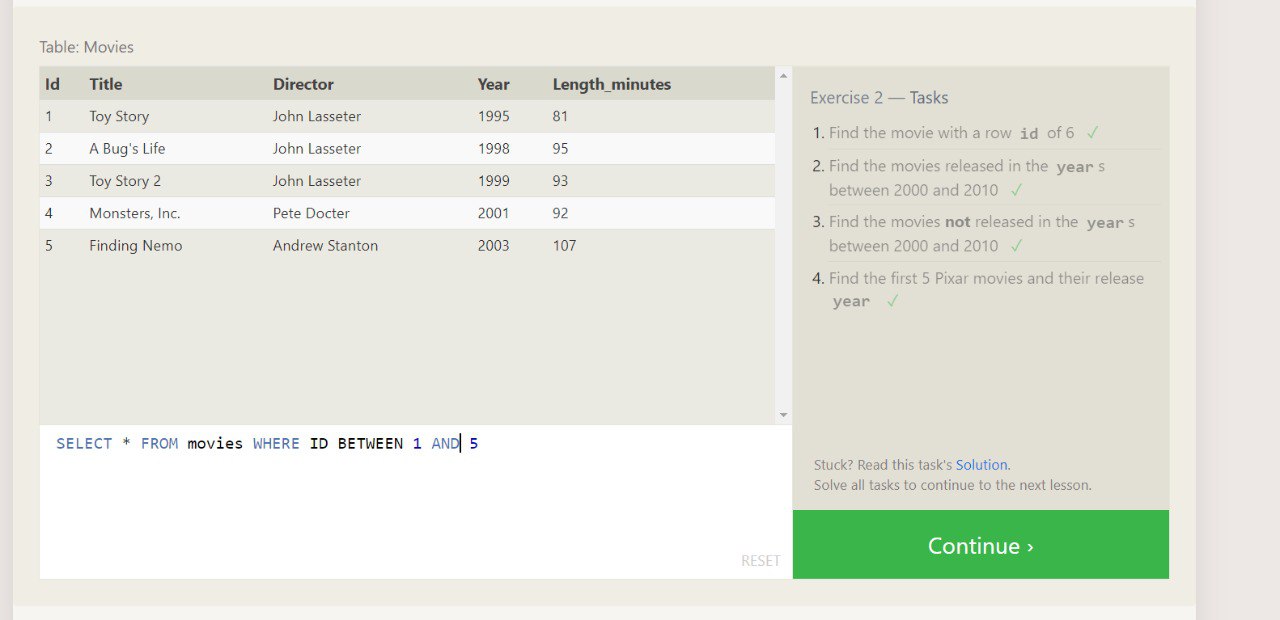 Table: Movies
Id Title Director Year Length_minutes
1 Toy Story John Lasseter 1995 81
2 A Bug's Life John Lasseter 1998 95
3 Toy Story 2 John Lasseter 1999 93
4 Monsters, Inc. Pete Docter 2001 92
5 Finding Nemo Andrew Stanton 2003 107
SELECT * FROM movies WHERE ID BETWEEN 1 AND 5
RESET
Exercise 2 — Tasks
1. Find the movie with a row id of 6 ✓
2. Find the movies released in the year s
between 2000 and 2010 ✓
3. Find the movies not released in the year s
between 2000 and 2010 ✓
4. Find the first 5 Pixar movies and their release
year ✓
Stuck? Read this task's Solution.
Solve all tasks to continue to the next lesson.
Continue ›